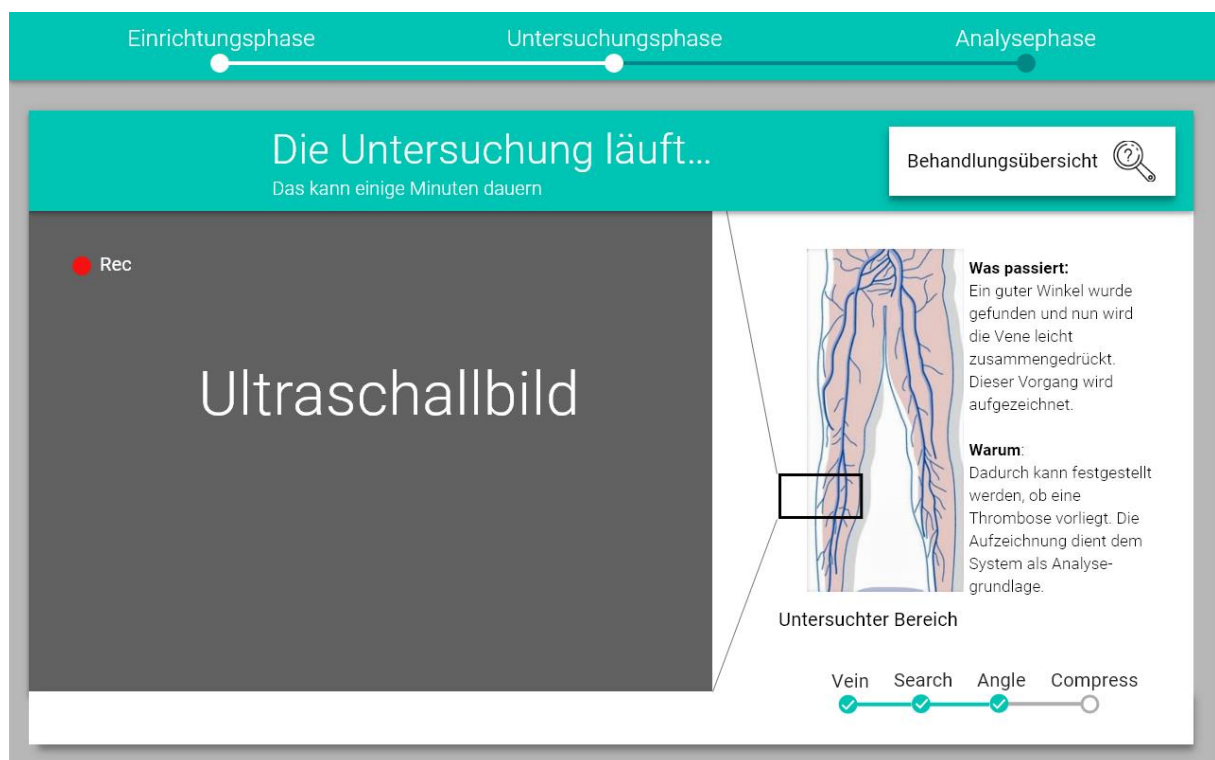 Einrichtungsphase
Untersuchungsphase
Analysephase
Die Untersuchung läuft...
Das kann einige Minuten dauern
Behandlungsübersicht
?
Rec
Ultraschallbild
Was passiert:
Ein guter Winkel wurde
gefunden und nun wird
die Vene leicht
zusammengedrückt.
Dieser Vorgang wird
aufgezeichnet.
Warum:
Dadurch kann festgestellt
werden, ob eine
Thrombose vorliegt. Die
Aufzeichnung dient dem
System als Analyse-
grundlage.
Untersuchter Bereich
Vein
Search
Angle
Compress